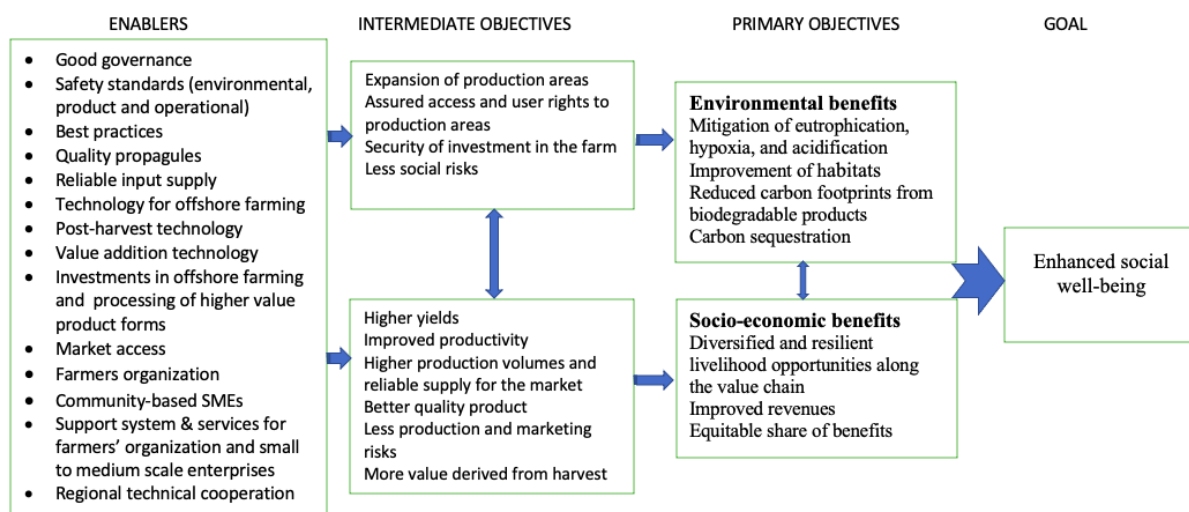 ENABLERS
INTERMEDIATE OBJECTIVES
PRIMARY OBJECTIVES
GOAL
• Good governance
• Safety standards (environmental,
product and operational)
• Best practices
• Quality propagules
• Reliable input supply
• Technology for offshore farming
• Post-harvest technology
• Value addition technology
• Investments in offshore farming
and processing of higher value
product forms
• Market access
• Farmers organization
• Community-based SMEs
• Support system & services for
farmers' organization and small
to medium scale enterprises
• Regional technical cooperation
Expansion of production areas
Assured access and user rights to
production areas
Security of investment in the farm
Less social risks
Higher yields
Improved productivity
Higher production volumes and
reliable supply for the market
Better quality product
Less production and marketing
risks
More value derived from harvest
Environmental benefits
Mitigation of eutrophication,
hypoxia, and acidification
Improvement of habitats
Reduced carbon footprints from
biodegradable products
Carbon sequestration
Socio-economic benefits
Diversified and resilient
livelihood opportunities along
the value chain
Improved revenues
Equitable share of benefits
Enhanced social
well-being